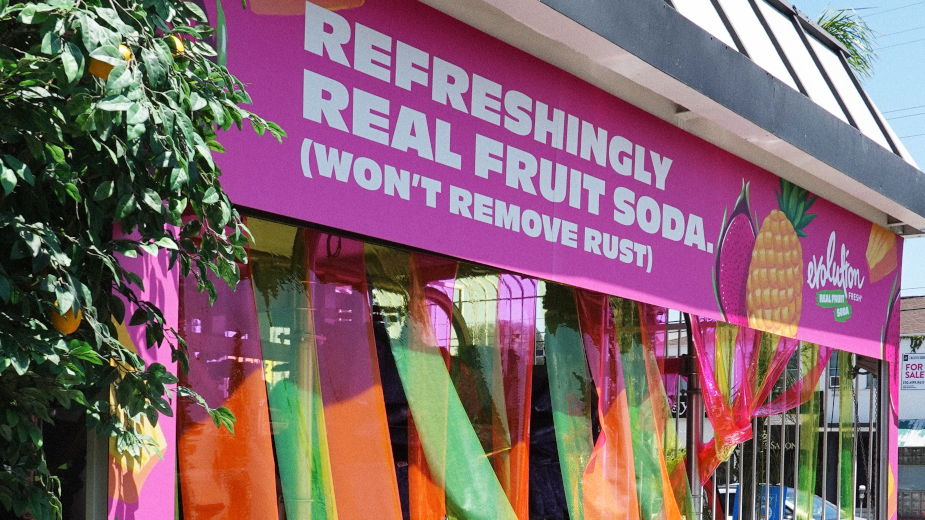 REFRESHINGLY
REAL FRUIT SODA.
(WON'T REMOVE RUST)
evolution
FRESH
REAL FRUIT
SODA
FOR
SALE